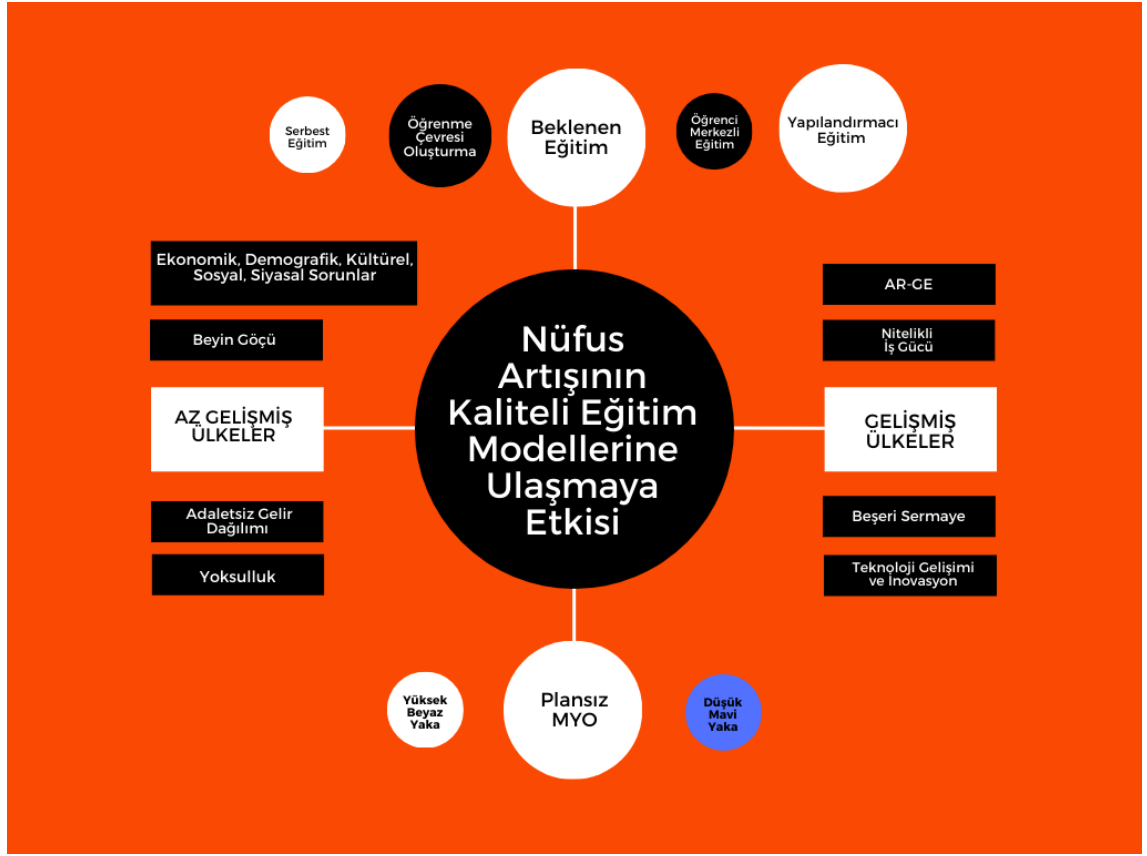 Serbest
Eğitim
Öğrenme
Çevresi
Oluşturma
Beklenen
Eğitim
Öğrenci
Merkezli
Eğitim
Yapılandırmacı
Eğitim
Ekonomik, Demografik, Kültürel,
Sosyal, Siyasal Sorunlar
Beyin Göçü
AZ GELİŞMİŞ
ÜLKELER
Adaletsiz Gelir
Dağılımı
Yoksulluk
Nüfus
Artışının
Kaliteli Eğitim
Modellerine
Ulaşmaya
Etkisi
AR-GE
Nitelikli
İş Gücü
GELİŞMİŞ
ÜLKELER
Beşeri Sermaye
Teknoloji Gelişimi
ve İnovasyon
Yüksek
Beyaz
Yaka
Plansız
MYO
Düşük
Mavi
Yaka